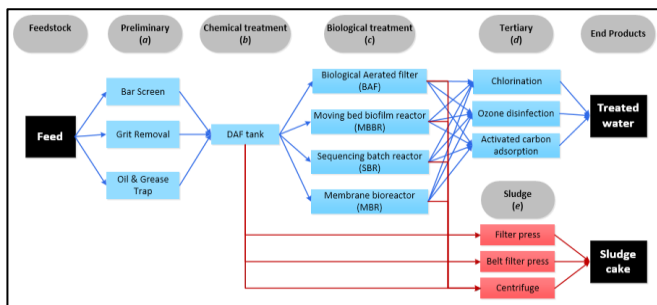 Feedstock
Preliminary
(a)
Chemical treatment
(b)
Biological treatment
(c)
Tertiary
(d)
End Products
Feed
Bar Screen
Grit Removal
Oil & Grease
Trap
DAF tank
Biological Aerated filter
(BAF)
Moving bed biofilm reactor
(MBBR)
Sequencing batch reactor
(SBR)
Membrane bioreactor
(MBR)
Chlorination
Ozone disinfection
Activated carbon
adsorption
Treated
water
Sludge
(e)
Filter press
Belt filter press
Centrifuge
Sludge
cake